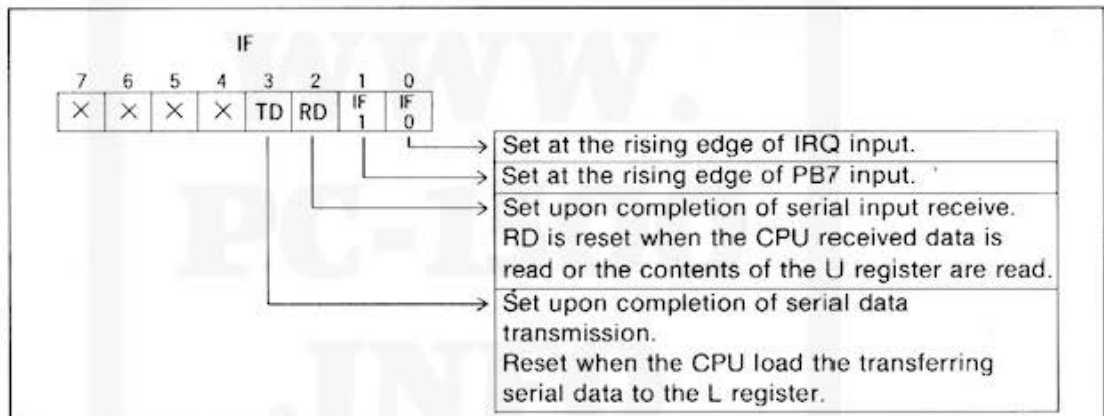 IF
7 6 5 4 3 2 1 0
× × × × TD RD IF 1 IF 0
Set at the rising edge of IRQ input.
Set at the rising edge of PB7 input.
Set upon completion of serial input receive.
RD is reset when the CPU received data is
read or the contents of the U register are read.
Set upon completion of serial data
transmission.
Reset when the CPU load the transferring
serial data to the L register.
WWW.